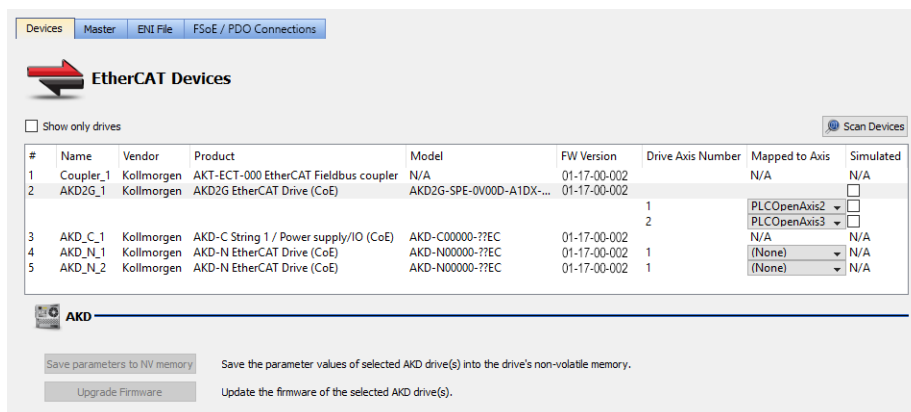 Devices Master ENI File FSoE / PDO Connections
EtherCAT Devices
Show only drives Scan Devices
# Name Vendor Product Model FW Version Drive Axis Number Mapped to Axis Simulated
1 Coupler_1 Kollmorgen AKT-ECT-000 EtherCAT Fieldbus coupler N/A 01-17-00-002 N/A N/A
2 AKD2G_1 Kollmorgen AKD2G EtherCAT Drive (CoE) AKD2G-SPE-0V00D-A1DX-... 01-17-00-002
1 PLCOpenAxis2
2 PLCOpenAxis3
3 AKD_C_1 Kollmorgen AKD-C String 1 / Power supply/IO (CoE) AKD-C00000-??EC 01-17-00-002 N/A N/A
4 AKD_N_1 Kollmorgen AKD-N EtherCAT Drive (CoE) AKD-N00000-??EC 01-17-00-002 1 (None) N/A
5 AKD_N_2 Kollmorgen AKD-N EtherCAT Drive (CoE) AKD-N00000-??EC 01-17-00-002 1 (None) N/A
AKD
Save parameters to NV memory Save the parameter values of selected AKD drive(s) into the drive's non-volatile memory.
Upgrade Firmware Update the firmware of the selected AKD drive(s).